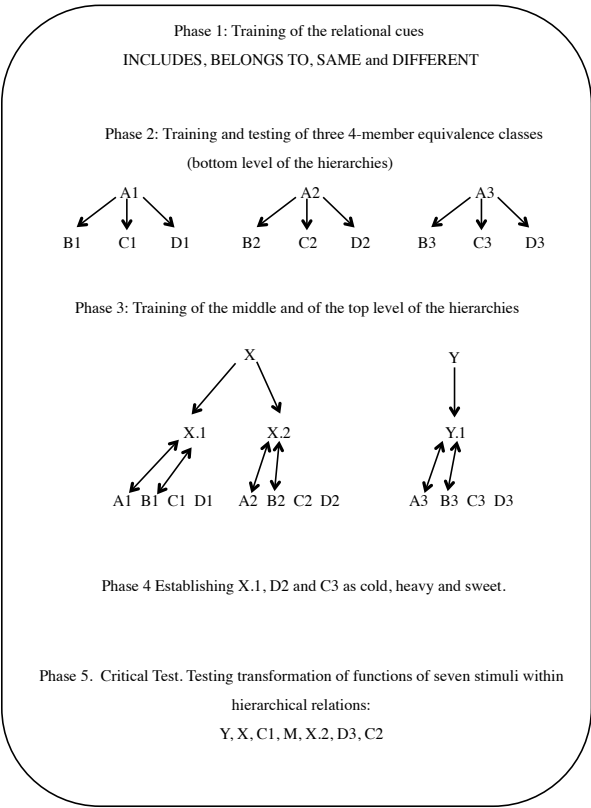 Phase 1: Training of the relational cues
INCLUDES, BELONGS TO, SAME and DIFFERENT
Phase 2: Training and testing of three 4-member equivalence classes
(bottom level of the hierarchies)
A1 A2 A3
B1 C1 D1 B2 C2 D2 B3 C3 D3
Phase 3: Training of the middle and of the top level of the hierarchies
X Y
X.1 X.2 Y.1
A1 B1 C1 D1 A2 B2 C2 D2 A3 B3 C3 D3
Phase 4 Establishing X.1, D2 and C3 as cold, heavy and sweet.
Phase 5. Critical Test. Testing transformation of functions of seven stimuli within
hierarchical relations:
Y, X, C1, M, X.2, D3, C2